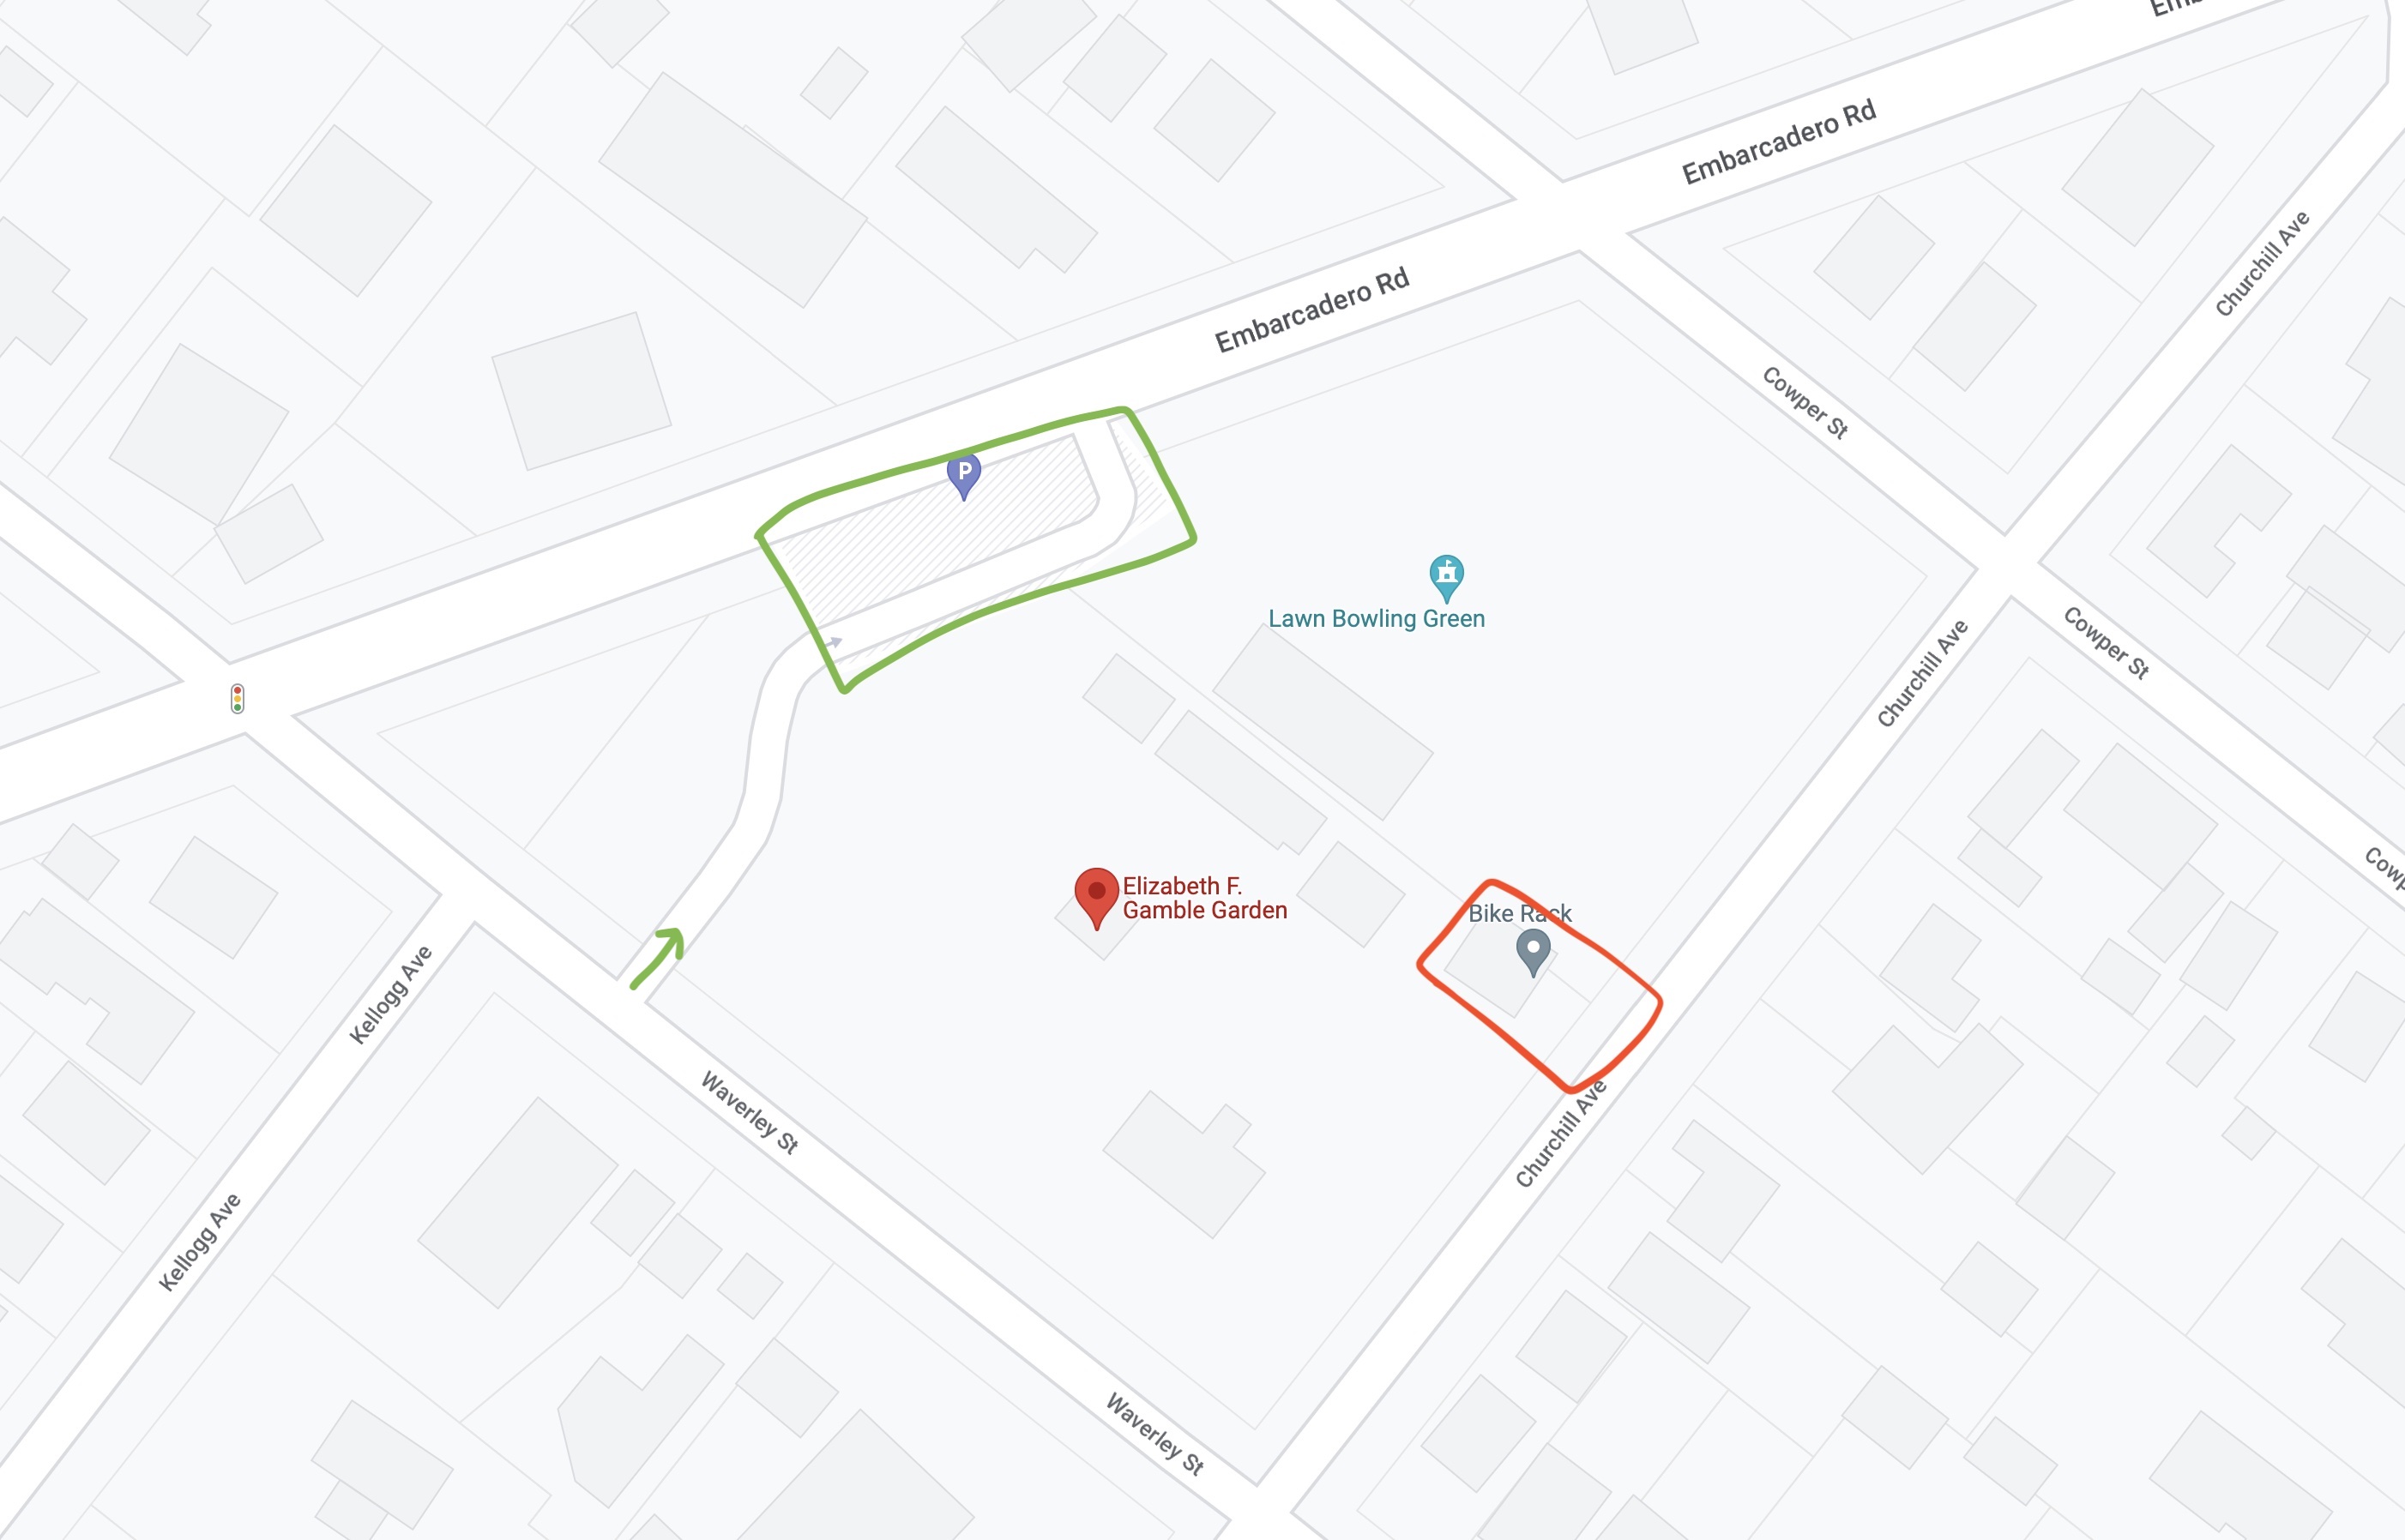 Embarcadero Rd
Churchill Ave
Embarcadero Rd
Cowper St
P
Lawn Bowling Green
Churchill Ave
Cowper St
Elizabeth F.
Gamble Garden
Bike Rack
Kellogg Ave
Waverley St
Churchill Ave
Kellogg Ave
Waverley St